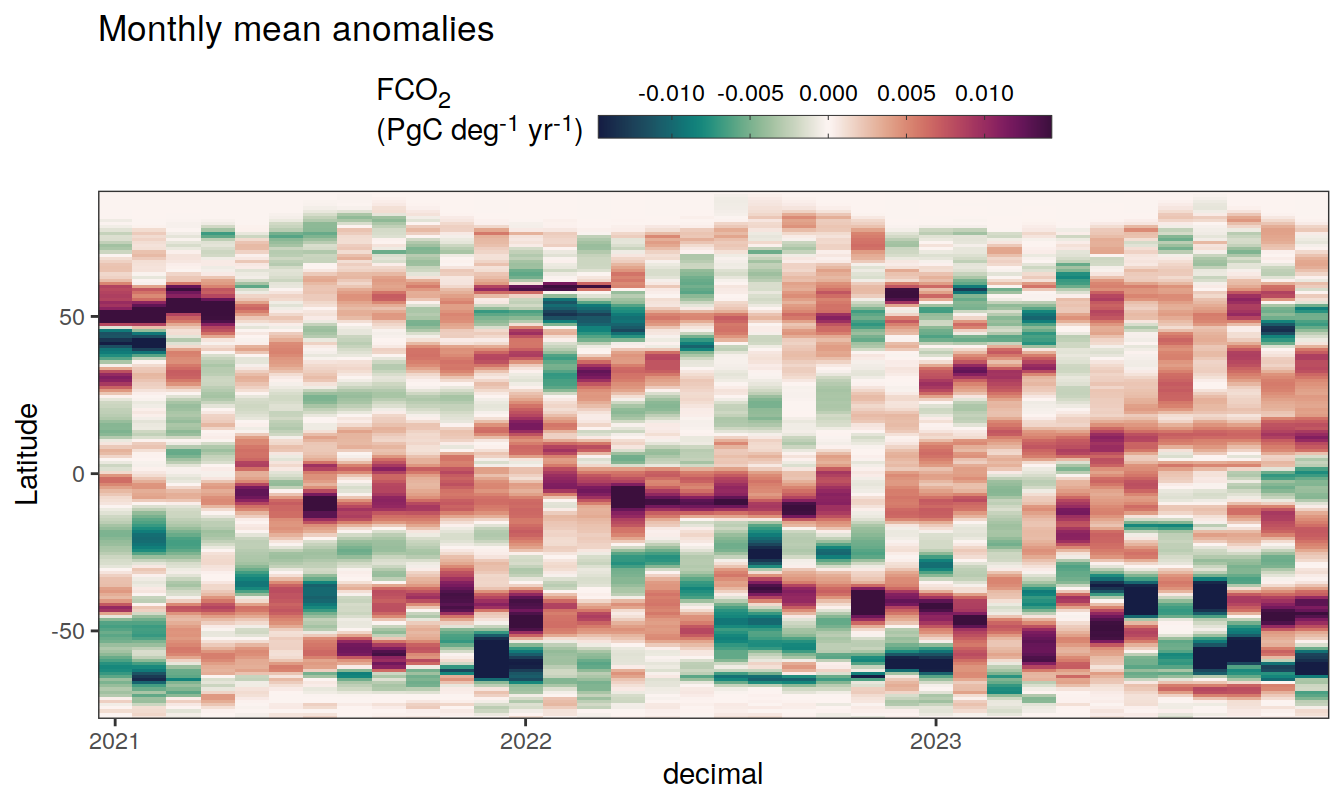 Monthly mean anomalies
FCO₂
(PgC deg⁻¹ yr⁻¹)
-0.010 -0.005 0.000 0.005 0.010
Latitude
50
0
-50
2021 2022 2023
decimal